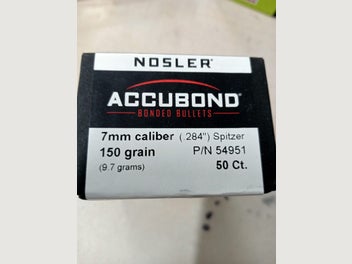 NOSLER®
ACCUBOND®
BONDED BULLETS
7mm caliber (.284") Spitzer
150 grain P/N 54951
(9.7 grams) 50 Ct.